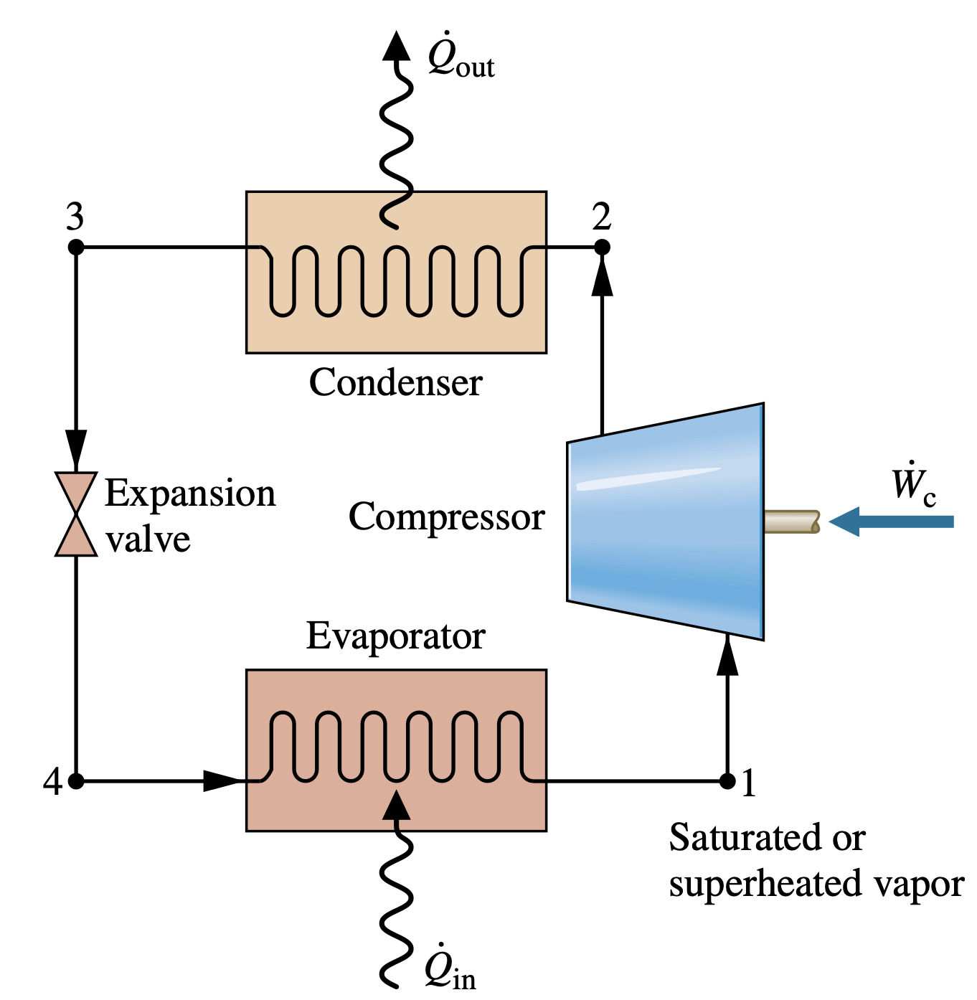 Q̇out
3
2
Condenser
Expansion
valve
Compressor
Ẇc
Evaporator
4
1
Saturated or
superheated vapor
Q̇in